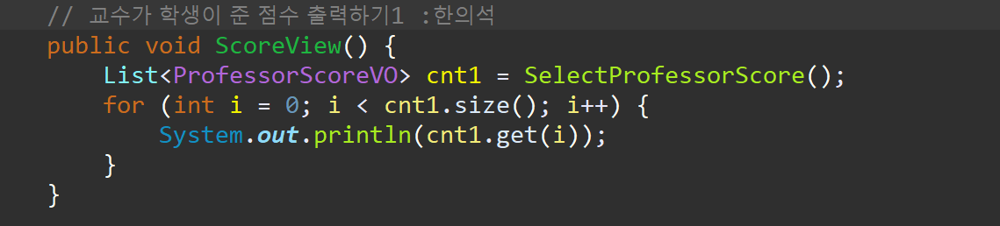 // 교수가 학생이 준 점수 출력하기1 :한의석
public void ScoreView() {
List<ProfessorScoreVO> cnt1 = SelectProfessorScore();
for (int i = 0; i < cnt1.size(); i++) {
System.out.println(cnt1.get(i));
}
}